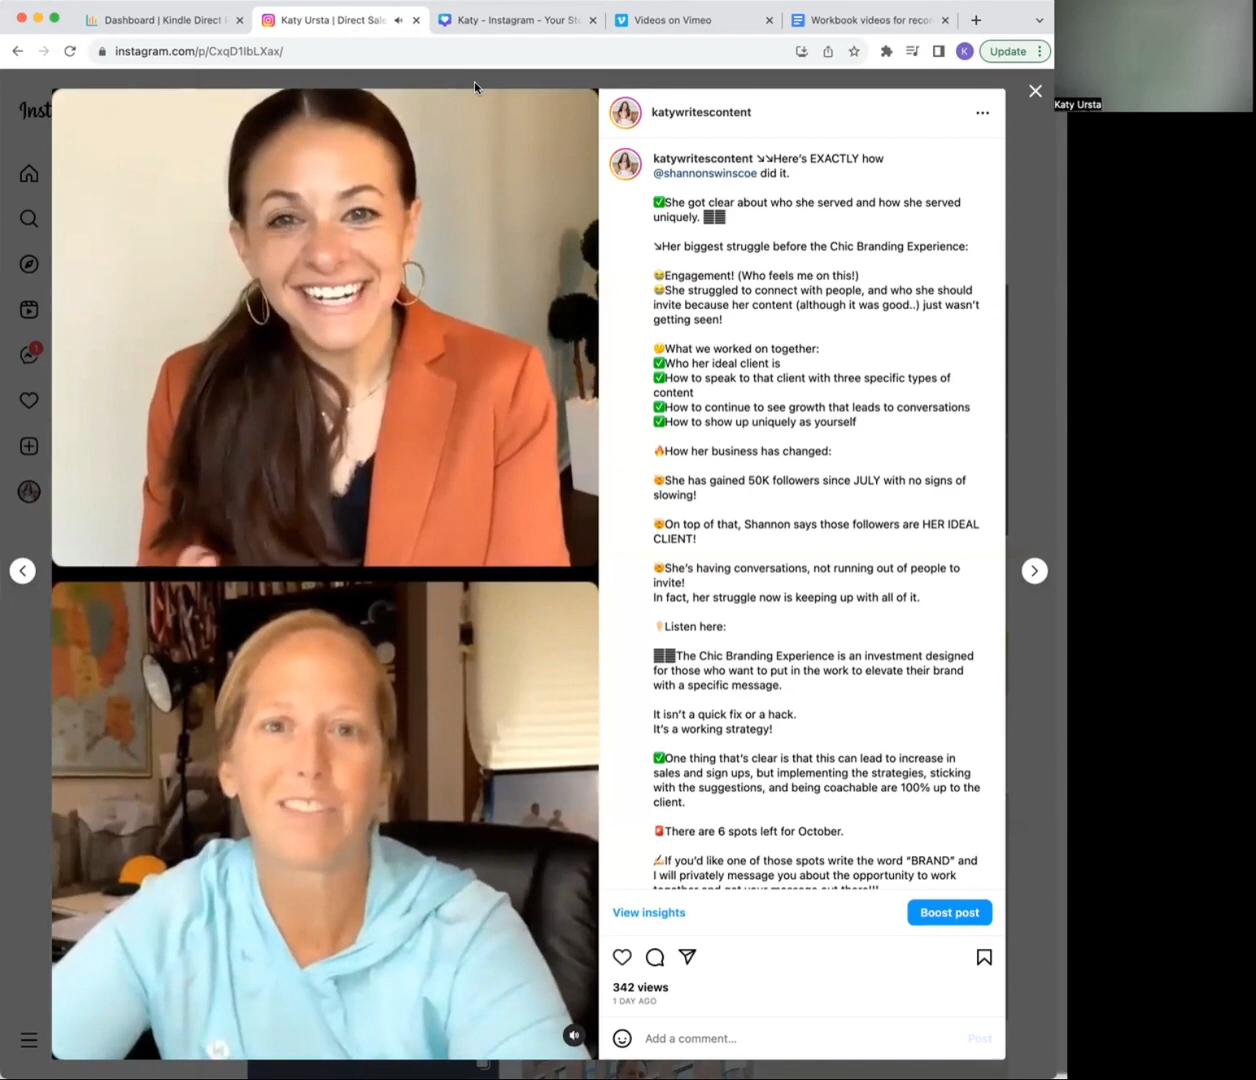 Dashboard | Kindle Direct
Katy Ursta | Direct Sale
Katy - Instagram - Your Sto
Videos on Vimeo
Workbook videos for recor
instagram.com/p/CxqD1IbLXax/
K
Update
Katy Ursta
Inst
1
katywritescontent
katywritescontent ↘↘Here's EXACTLY how
@shannonswinscoe did it.
✅She got clear about who she served and how she served
uniquely.
↘Her biggest struggle before the Chic Branding Experience:
😭Engagement! (Who feels me on this!)
😭She struggled to connect with people, and who she should
invite because her content (although it was good..) just wasn't
getting seen!
🤔What we worked on together:
✅Who her ideal client is
✅How to speak to that client with three specific types of
content
✅How to continue to see growth that leads to conversations
✅How to show up uniquely as yourself
🔥How her business has changed:
🤯She has gained 50K followers since JULY with no signs of
slowing!
🤯On top of that, Shannon says those followers are HER IDEAL
CLIENT!
🤯She's having conversations, not running out of people to
invite!
In fact, her struggle now is keeping up with all of it.
Listen here:
The Chic Branding Experience is an investment designed
for those who want to put in the work to elevate their brand
with a specific message.
It isn't a quick fix or a hack.
It's a working strategy!
✅One thing that's clear is that this can lead to increase in
sales and sign ups, but implementing the strategies, sticking
with the suggestions, and being coachable are 100% up to the
client.
🚨There are 6 spots left for October.
✍If you'd like one of those spots write the word "BRAND" and
I will privately message you about the opportunity to work
together and get your message out there!!!
View insights
Boost post
342 views
1 DAY AGO
Add a comment...
Post